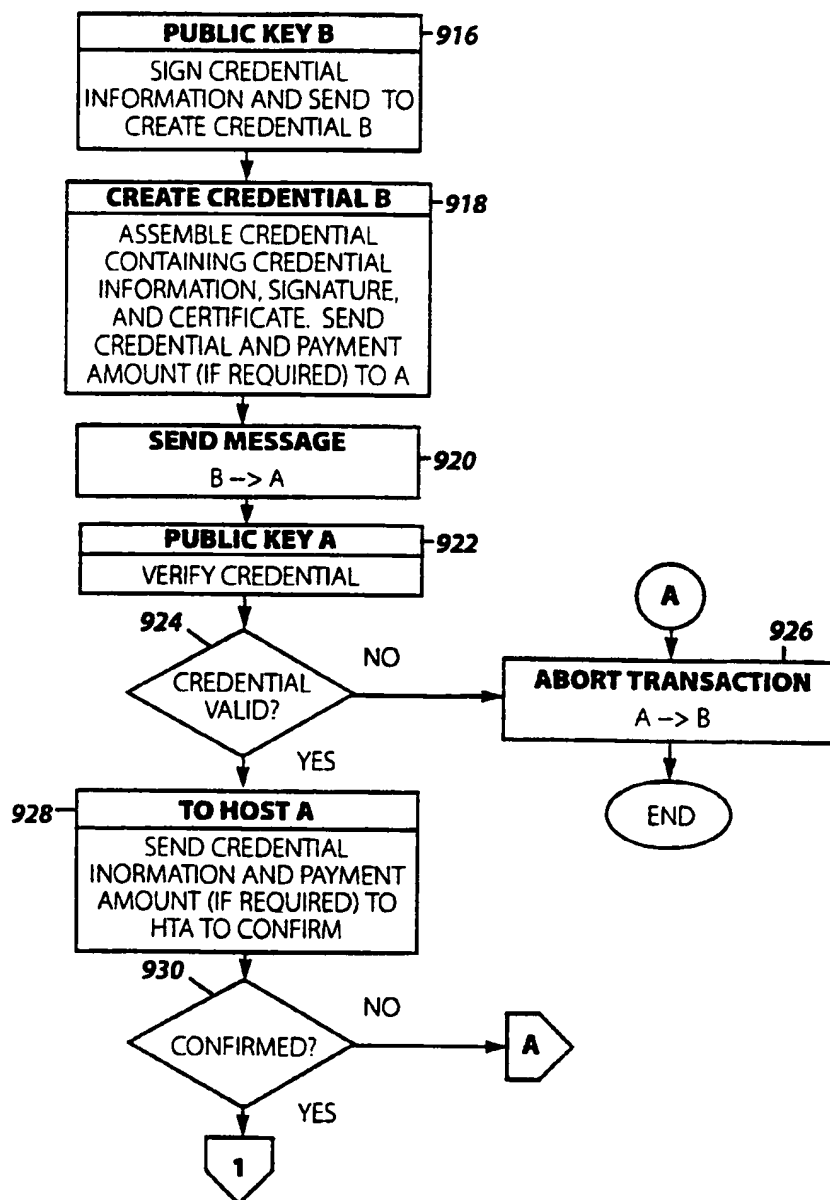 PUBLIC KEY B
916
SIGN CREDENTIAL
INFORMATION AND SEND TO
CREATE CREDENTIAL B
CREATE CREDENTIAL B
918
ASSEMBLE CREDENTIAL
CONTAINING CREDENTIAL
INFORMATION, SIGNATURE,
AND CERTIFICATE. SEND
CREDENTIAL AND PAYMENT
AMOUNT (IF REQUIRED) TO A
SEND MESSAGE
920
B --> A
PUBLIC KEY A
922
VERIFY CREDENTIAL
924
CREDENTIAL
VALID?
NO
YES
A
926
ABORT TRANSACTION
A --> B
END
928
TO HOST A
SEND CREDENTIAL
INORMATION AND PAYMENT
AMOUNT (IF REQUIRED) TO
HTA TO CONFIRM
930
CONFIRMED?
NO
A
YES
1